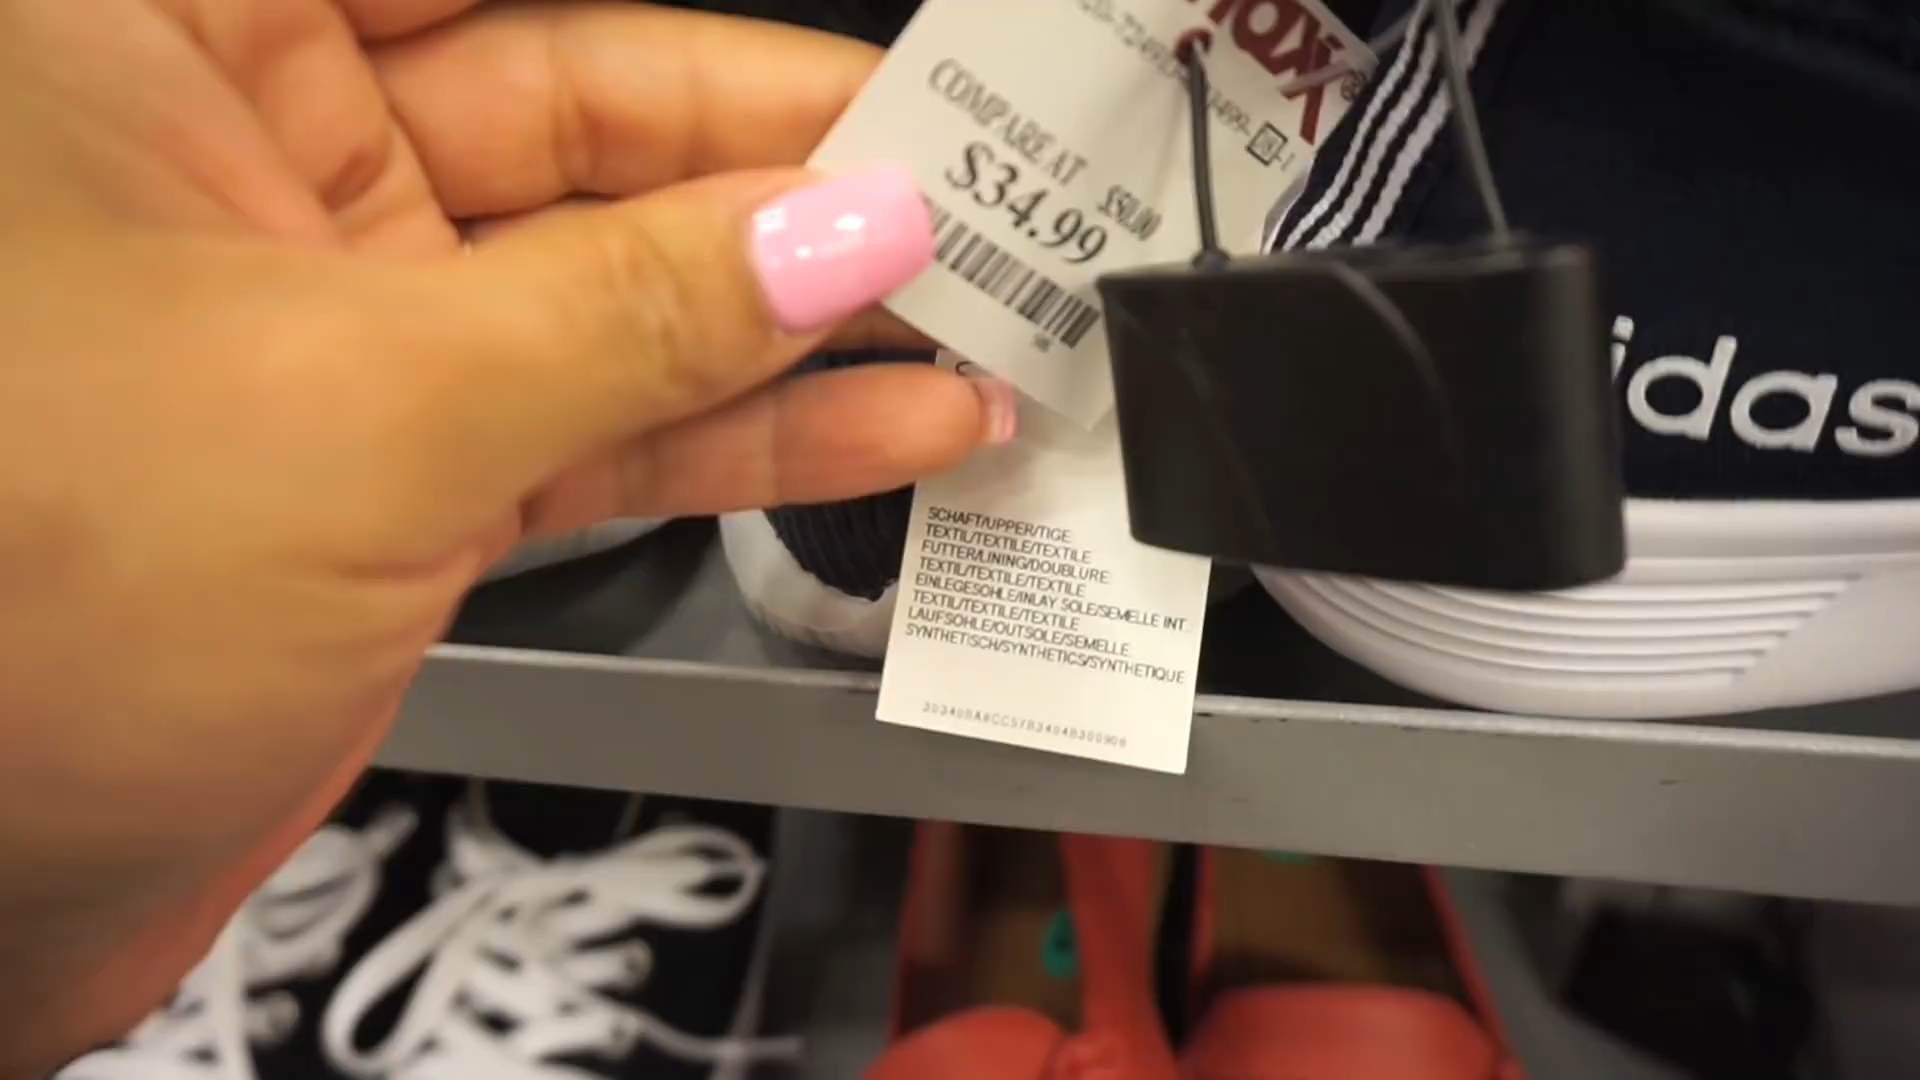 maxx®
COMPARE AT
$50.00
$34.99
idas
SCHAFT/UPPER/TIGE
TEXTIL/TEXTILE/TEXTILE
FUTTER/LINING/DOUBLURE
TEXTIL/TEXTILE/TEXTILE
EINLEGESOHLE/INLAY SOLE/SEMELLE INT.
TEXTIL/TEXTILE/TEXTILE
LAUFSOHLE/OUTSOLE/SEMELLE
SYNTHETISCH/SYNTHETICS/SYNTHETIQUE